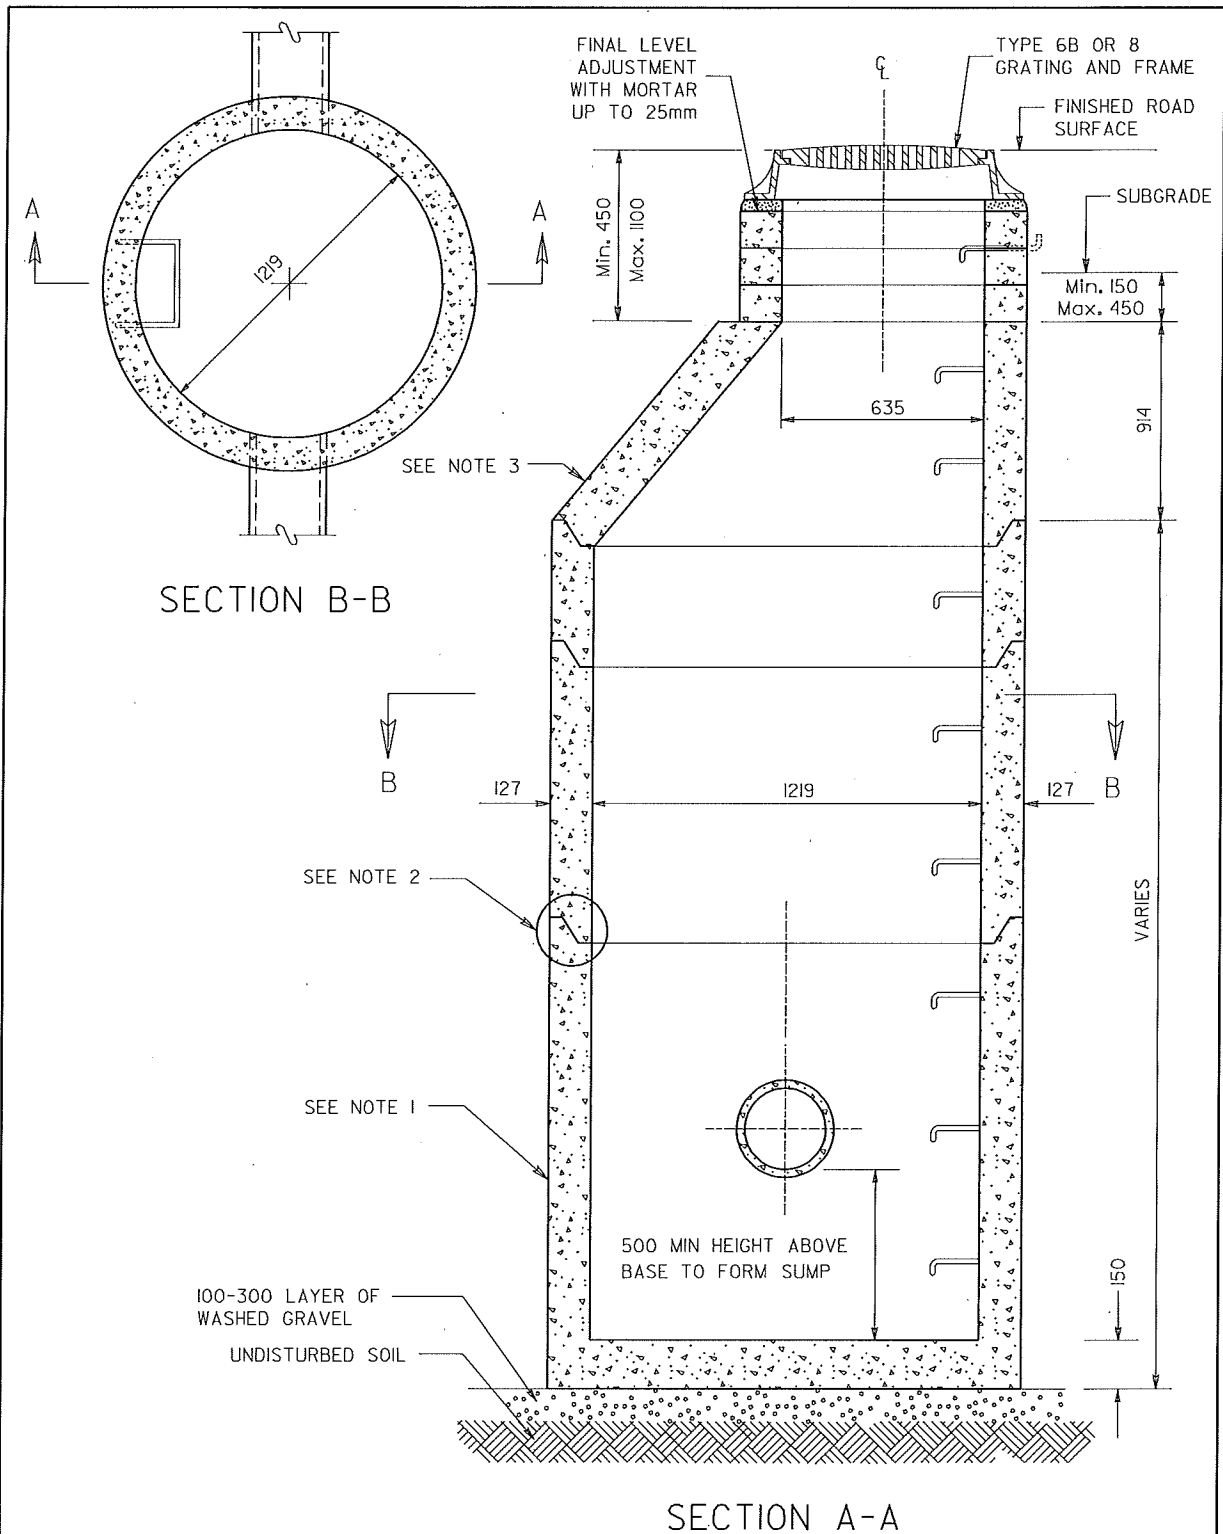 FINAL LEVEL
ADJUSTMENT
WITH MORTAR
UP TO 25mm
℄
TYPE 6B OR 8
GRATING AND FRAME
FINISHED ROAD
SURFACE
SUBGRADE
A
A
1219
Min. 450
Max. 1100
Min. 150
Max. 450
635
914
SEE NOTE 3
SECTION B-B
B
B
127
1219
127
SEE NOTE 2
VARIES
SEE NOTE 1
500 MIN HEIGHT ABOVE
BASE TO FORM SUMP
150
100-300 LAYER OF
WASHED GRAVEL
UNDISTURBED SOIL
SECTION A-A